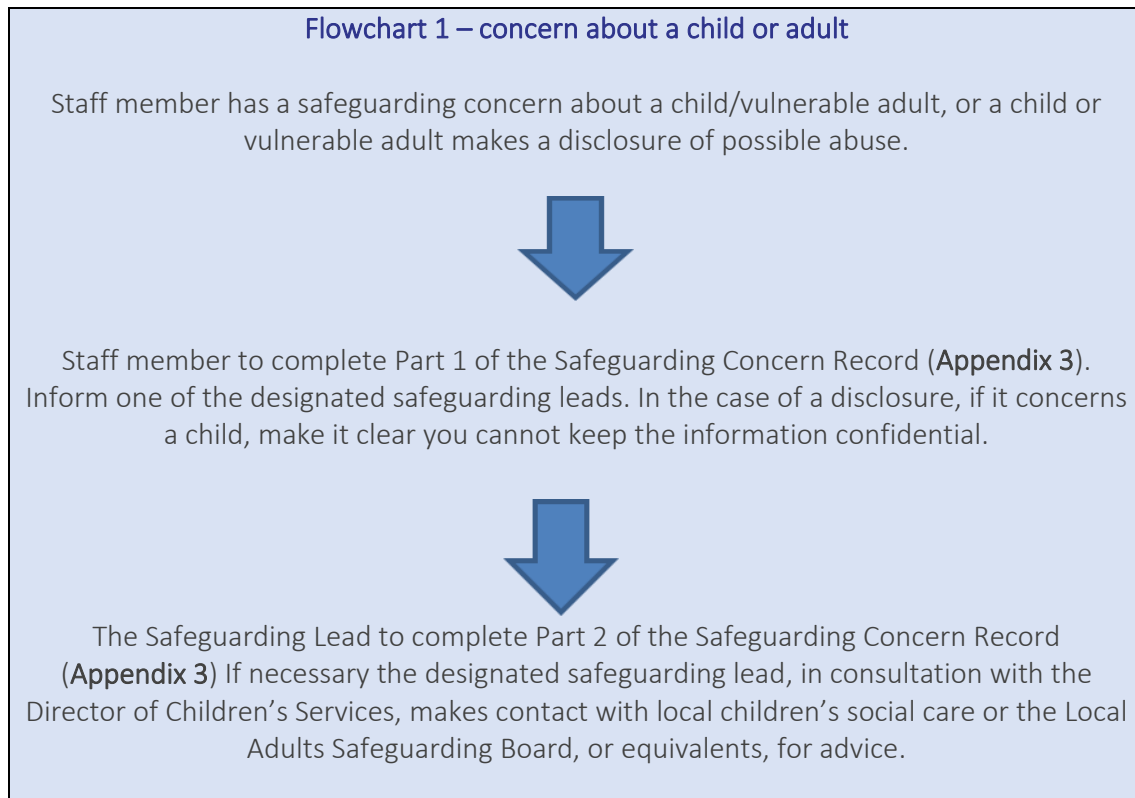 Flowchart 1 – concern about a child or adult
Staff member has a safeguarding concern about a child/vulnerable adult, or a child or
vulnerable adult makes a disclosure of possible abuse.
Staff member to complete Part 1 of the Safeguarding Concern Record (Appendix 3).
Inform one of the designated safeguarding leads. In the case of a disclosure, if it concerns
a child, make it clear you cannot keep the information confidential.
The Safeguarding Lead to complete Part 2 of the Safeguarding Concern Record
(Appendix 3) If necessary the designated safeguarding lead, in consultation with the
Director of Children’s Services, makes contact with local children’s social care or the Local
Adults Safeguarding Board, or equivalents, for advice.